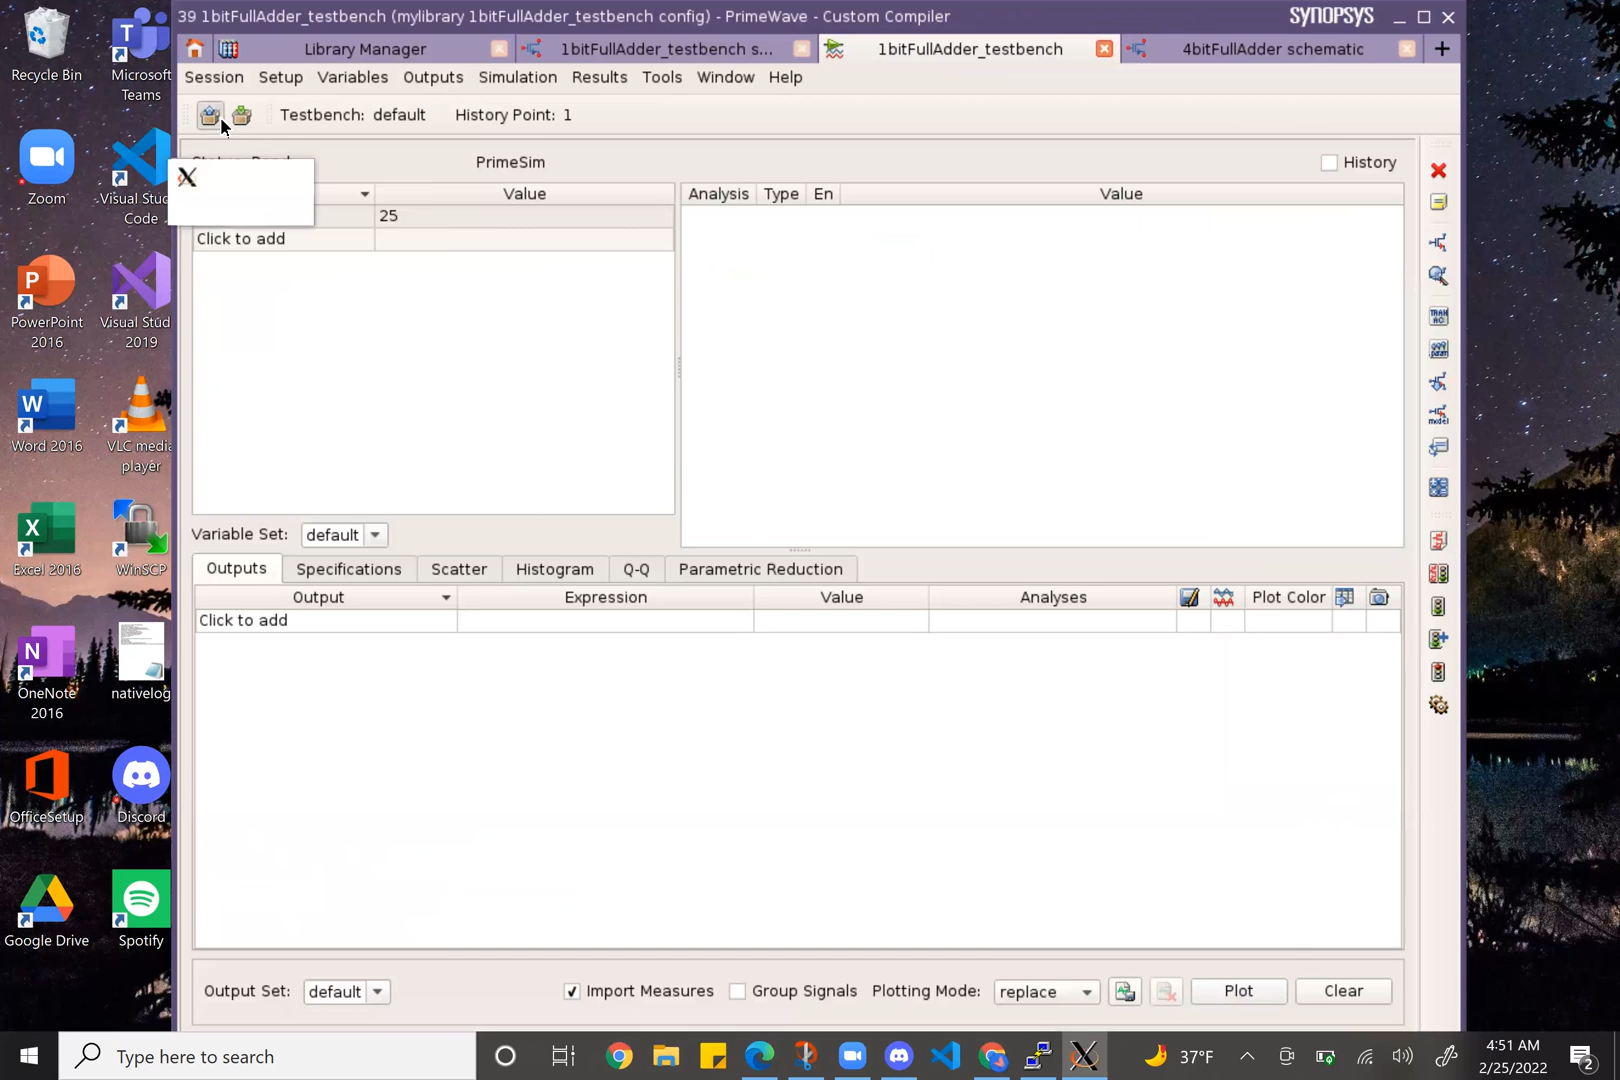 39 1bitFullAdder_testbench (mylibrary 1bitFullAdder_testbench config) - PrimeWave - Custom Compiler
SYNOPSYS
Library Manager
1bitFullAdder_testbench s...
1bitFullAdder_testbench
4bitFullAdder schematic
Session Setup Variables Outputs Simulation Results Tools Window Help
Testbench: default History Point: 1
PrimeSim
History
Value
25
Click to add
Analysis Type En Value
Variable Set: default
Outputs Specifications Scatter Histogram Q-Q Parametric Reduction
Output Expression Value Analyses Plot Color
Click to add
Output Set: default
Import Measures Group Signals Plotting Mode: replace Plot Clear
Recycle Bin
Microsoft
Teams
Zoom
Visual Stud
Code
PowerPoint
2016
Visual Stud
2019
Word 2016
VLC media
player
Excel 2016
WinSCP
OneNote
2016
nativelog
OfficeSetup
Discord
Google Drive
Spotify
Type here to search
37°F
4:51 AM
2/25/2022
2